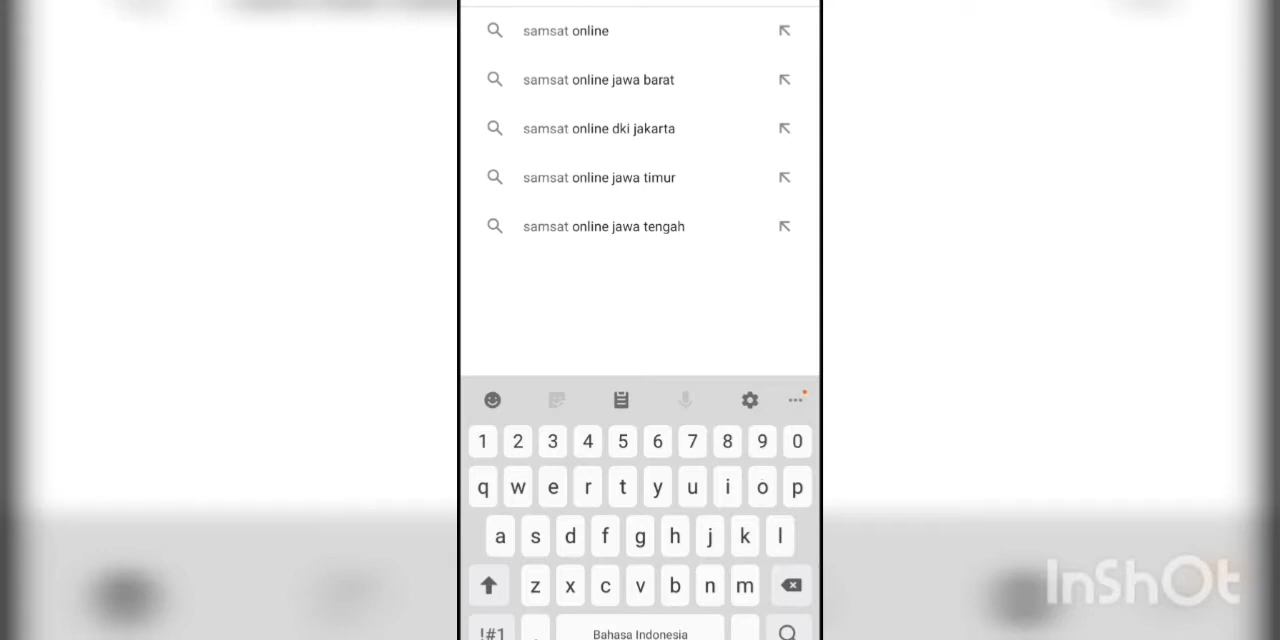 samsat online
samsat online jawa barat
samsat online dki jakarta
samsat online jawa timur
samsat online jawa tengah
1 2 3 4 5 6 7 8 9 0
q w e r t y u i o p
a s d f g h j k l
z x c v b n m
!#1 Bahasa Indonesia
InShOt